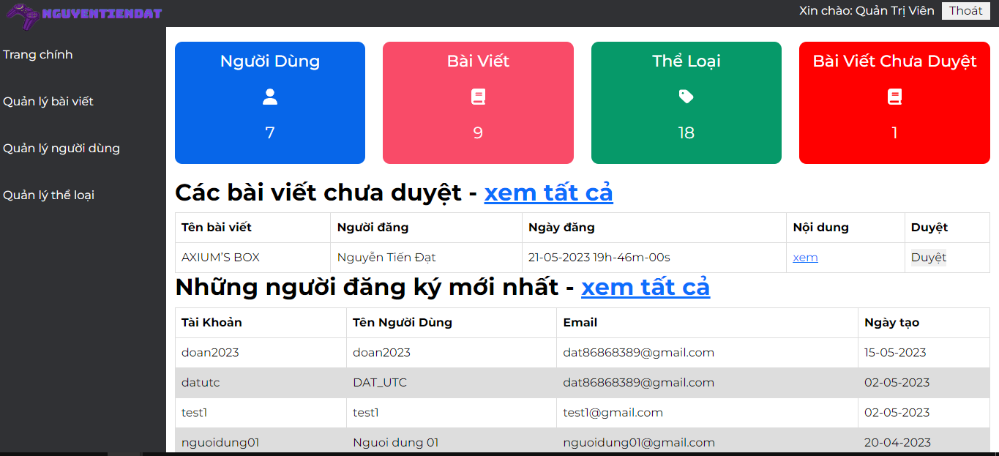 NGUYENTIENDAT
Xin chào: Quản Trị Viên Thoát
Trang chính
Quản lý bài viết
Quản lý người dùng
Quản lý thể loại
Người Dùng
7
Bài Viết
9
Thể Loại
18
Bài Viết Chưa Duyệt
1
Các bài viết chưa duyệt - xem tất cả
Tên bài viết Người đăng Ngày đăng Nội dung Duyệt
AXIUM’S BOX Nguyễn Tiến Đạt 21-05-2023 19h-46m-00s xem Duyệt
Những người đăng ký mới nhất - xem tất cả
Tài Khoản Tên Người Dùng Email Ngày tạo
doan2023 doan2023 dat86868389@gmail.com 15-05-2023
datutc DAT_UTC dat86868389@gmail.com 02-05-2023
test1 test1 test1@gmail.com 02-05-2023
nguoidung01 Nguoi dung 01 nguoidung01@gmail.com 20-04-2023